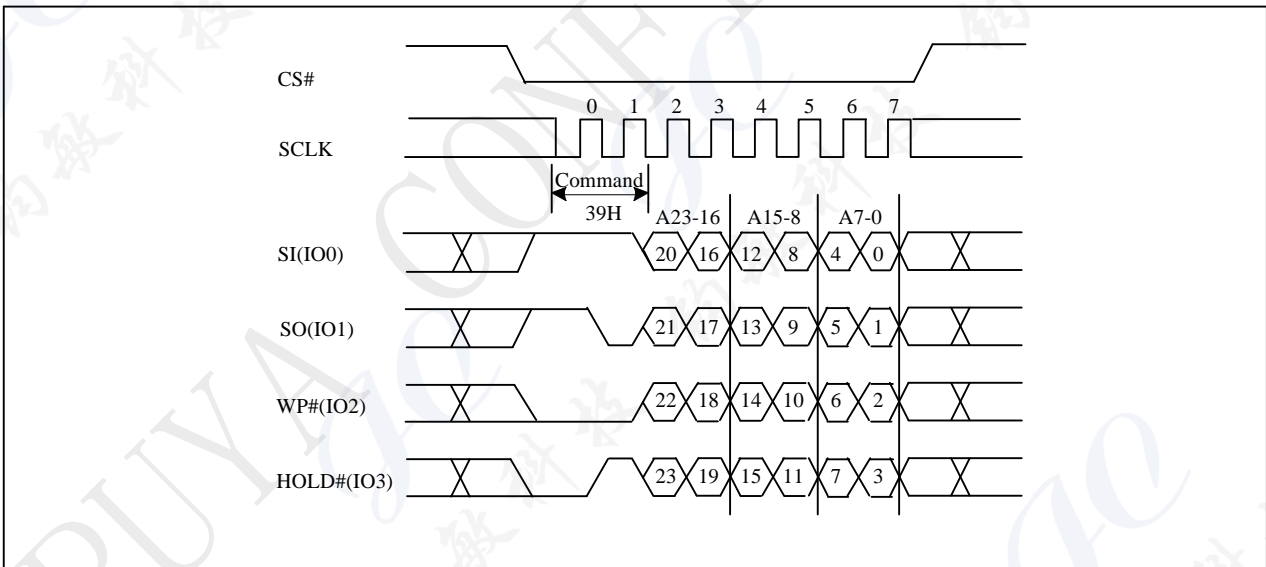 CS#
0 1 2 3 4 5 6 7
SCLK
Command
39H
A23-16 A15-8 A7-0
SI(IO0) 20 16 12 8 4 0
SO(IO1) 21 17 13 9 5 1
WP#(IO2) 22 18 14 10 6 2
HOLD#(IO3) 23 19 15 11 7 3
PUYA CONF